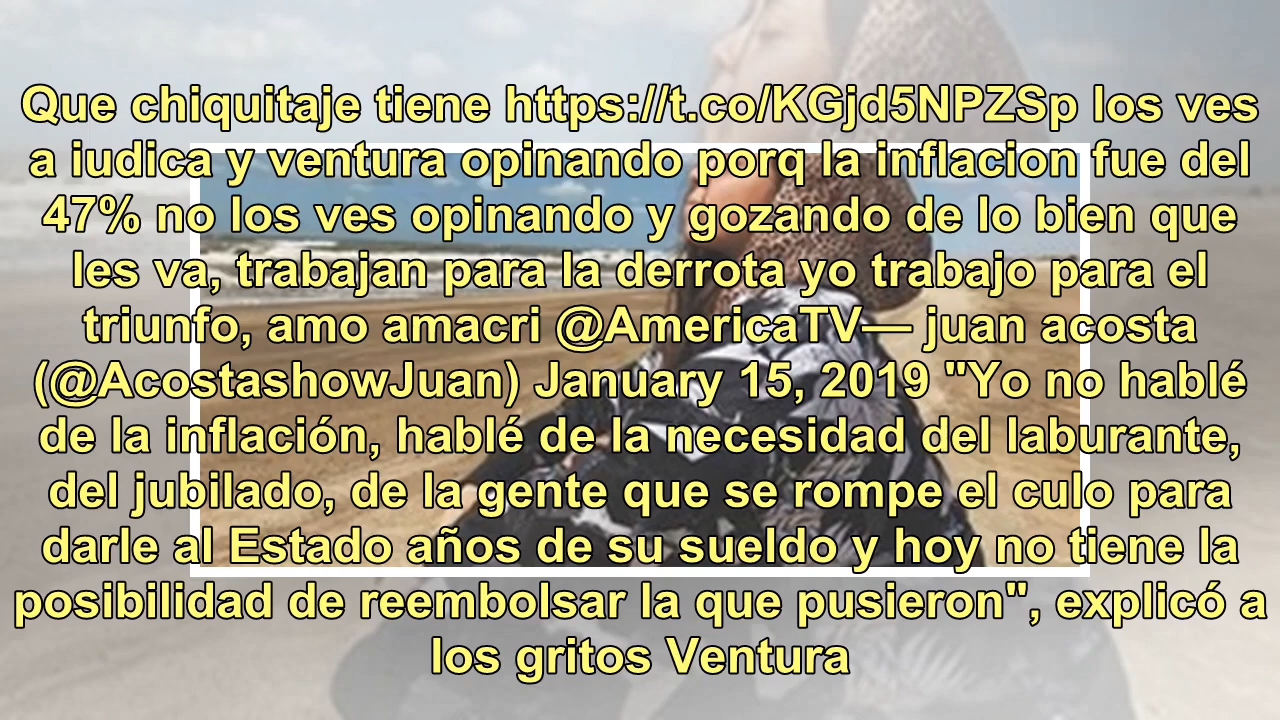 Que chiquitaje tiene https://t.co/KGjd5NPZSp los ves
a iudica y ventura opinando porq la inflacion fue del
47% no los ves opinando y gozando de lo bien que
les va, trabajan para la derrota yo trabajo para el
triunfo, amo amacri @AmericaTV— juan acosta
(@AcostashowJuan) January 15, 2019 "Yo no hablé
de la inflación, hablé de la necesidad del laburante,
del jubilado, de la gente que se rompe el culo para
darle al Estado años de su sueldo y hoy no tiene la
posibilidad de reembolsar la que pusieron", explicó a
los gritos Ventura